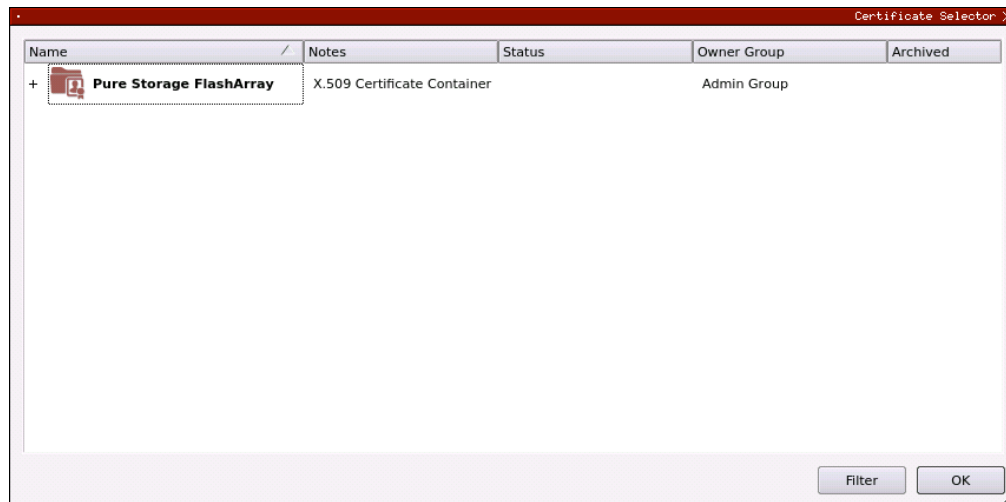 Certificate Selector
Name Notes Status Owner Group Archived
+ Pure Storage FlashArray X.509 Certificate Container Admin Group
Filter OK